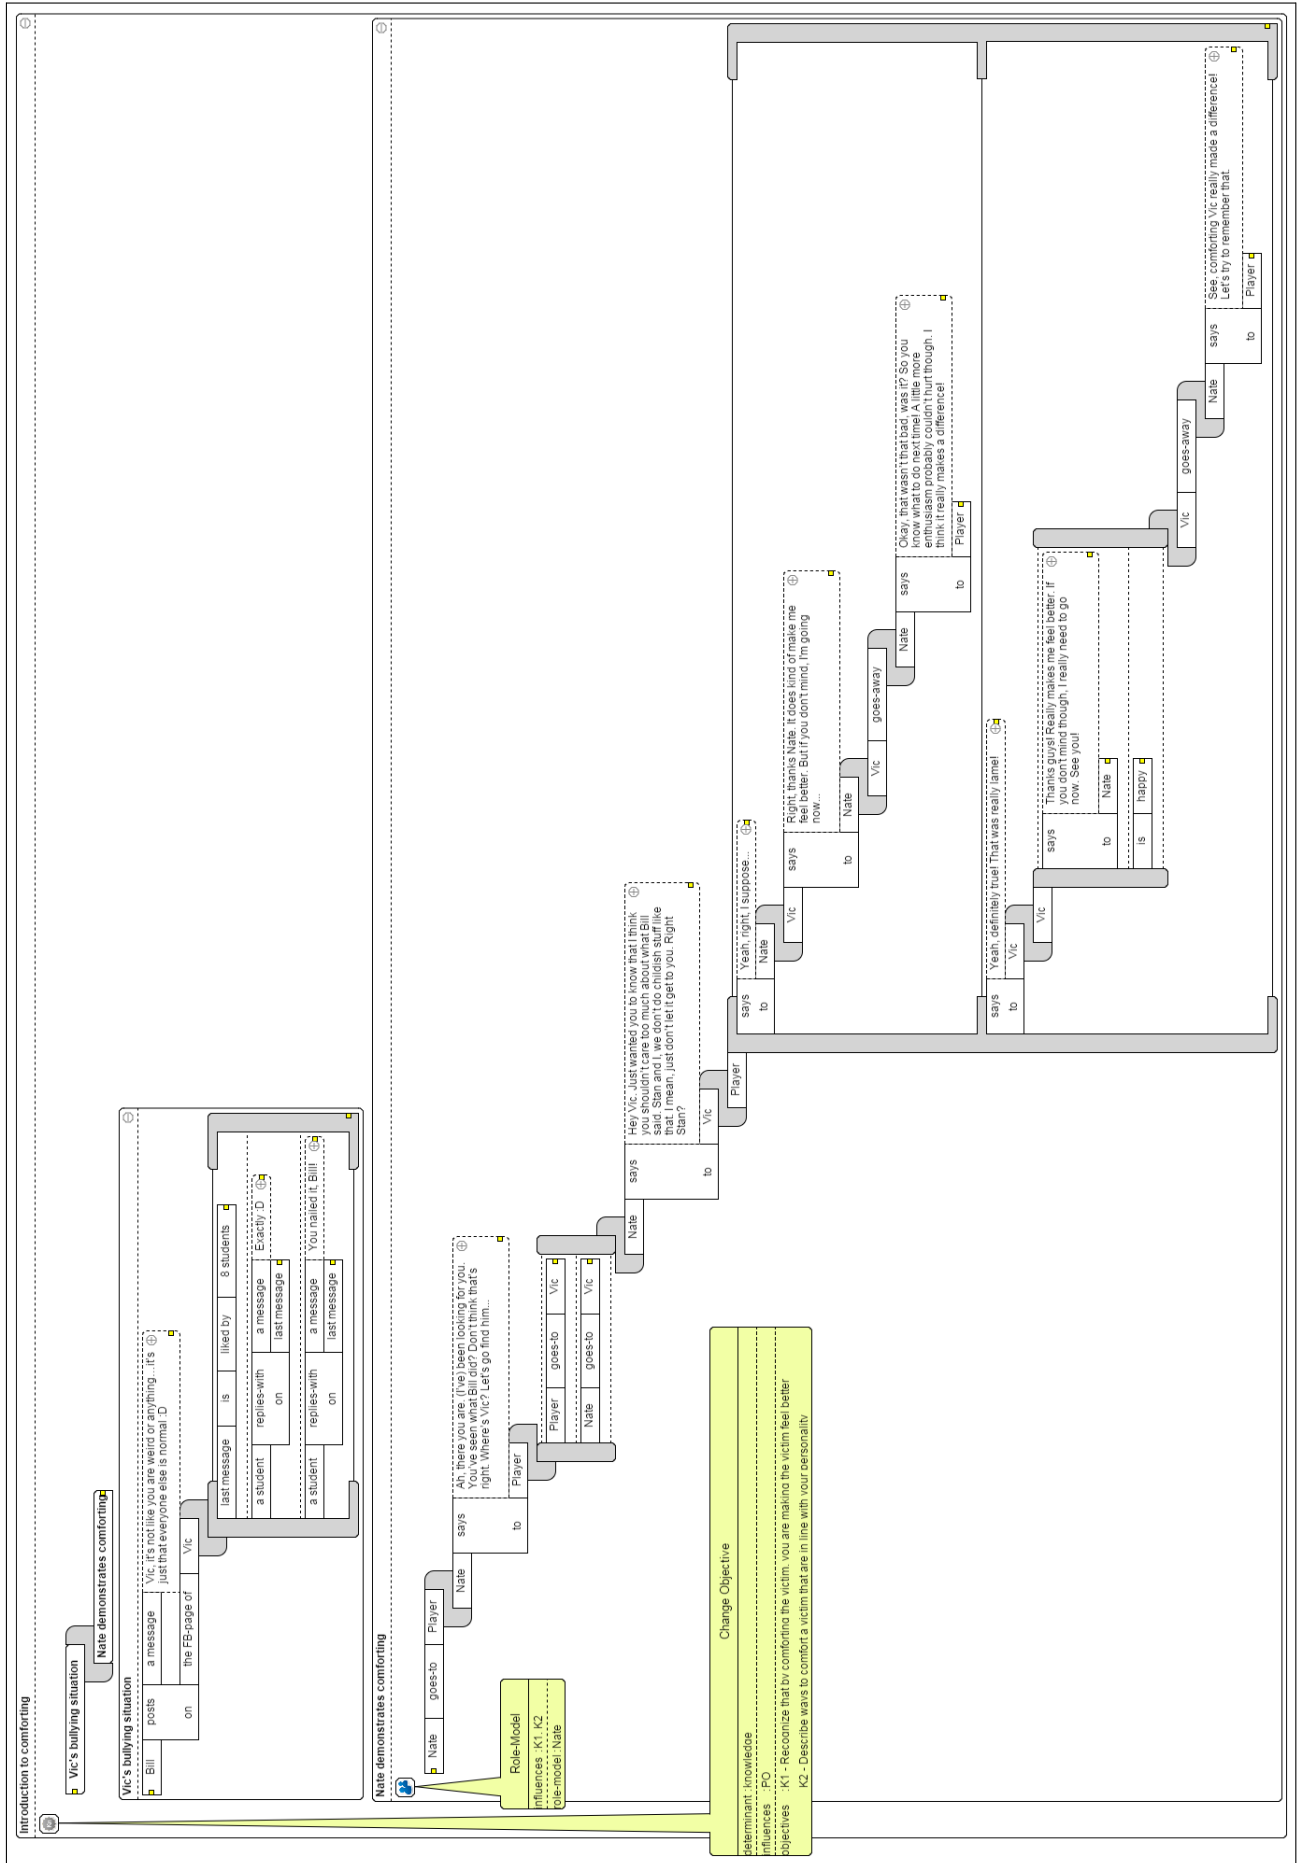 Introduction to comforting
Vic's bullying situation
Nate demonstrates comforting
Vic's bullying situation
Bill
posts
a message
Vic, it's not like you are weird or anything...it's
just that everyone else is normal :D
on
the FB-page of
Vic
last message
is
liked by
8 students
a student
replies-with
a message
Exactly :D
on
last message
a student
replies-with
a message
You nailed it, Bill!
on
last message
Nate demonstrates comforting
Nate
goes-to
Player
Nate
says
Ah, there you are. (I've) been looking for you.
You've seen what Bill did? Don't think that's
right. Where's Vic? Let's go find him...
to
Player
Player
goes-to
Vic
Nate
goes-to
Vic
Nate
says
Hey Vic. Just wanted you to know that I think
you shouldn't care too much about what Bill
said. Stan and I, we don't do childish stuff like
that. I mean, just don't let it get to you. Right
Stan?
to
Vic
Player
says
Yeah, right, I suppose...
to
Nate
Vic
says
Right, thanks Nate. It does kind of make me
feel better. But if you don't mind, I'm going
now...
to
Nate
Vic
goes-away
Nate
says
Okay, that wasn't that bad, was it? So you
know what to do next time! A little more
enthusiasm probably couldn't hurt though. I
think it really makes a difference!
to
Player
says
Yeah, definitely true! That was really lame!
to
Vic
Vic
says
Thanks guys! Really makes me feel better. If
you don't mind though, I really need to go
now. See you!
to
Nate
is
happy
Vic
goes-away
Nate
says
See, comforting Vic really made a difference!
Let's try to remember that.
to
Player
Role-Model
influences :K1, K2
role-model :Nate
Change Objective
determinant :knowledge
influences :PO
objectives :K1 - Recognize that by comforting the victim, you are making the victim feel better
K2 - Describe ways to comfort a victim that are in line with your personality